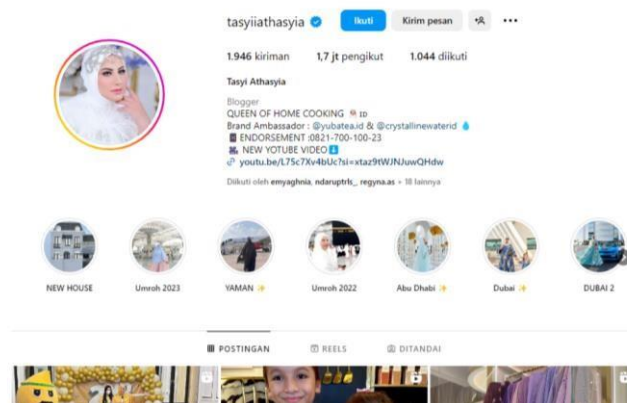 tasyiiathasyia
Ikuti
Kirim pesan
1.946 kiriman 1,7 jt pengikut 1.044 diikuti
Tasyi Athasyia
Blogger
QUEEN OF HOME COOKING ID
Brand Ambassador : @yubatea.id & @crystallinewaterid
ENDORSEMENT :0821-700-100-23
NEW YOTUBE VIDEO
youtu.be/L75c7Xv4bUc?si=xtaz9tWJNJuwQHdw
Diikuti oleh emyaghnia, ndaruptrls_, regyna.as + 18 lainnya
NEW HOUSE Umroh 2023 YAMAN Umroh 2022 Abu Dhabi Dubai DUBAI 2
POSTINGAN REELS DITANDAI